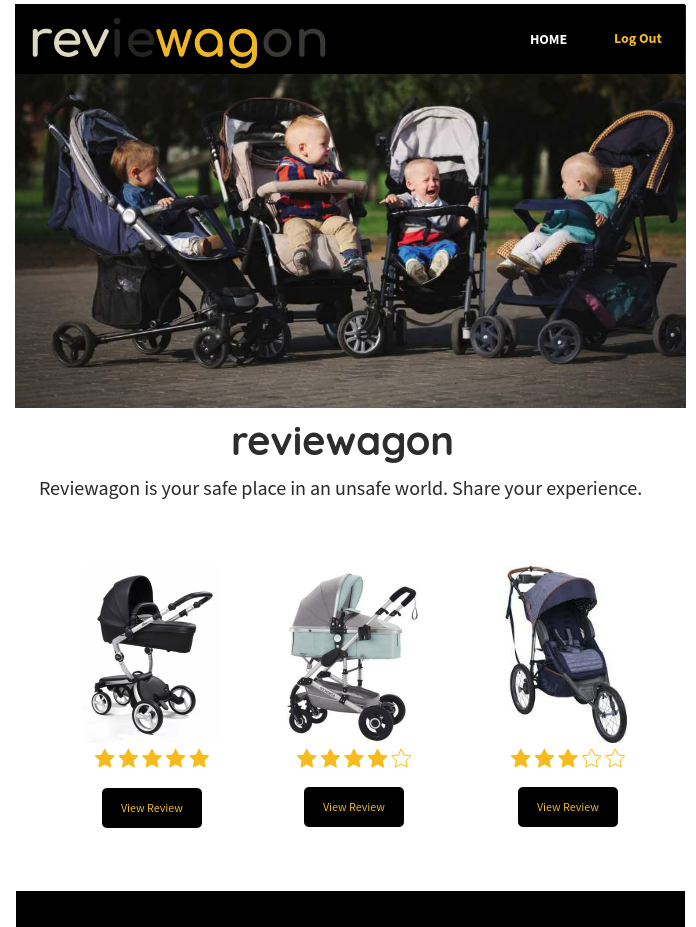 reviewagon
HOME
Log Out
reviewagon
Reviewagon is your safe place in an unsafe world. Share your experience.
View Review
View Review
View Review